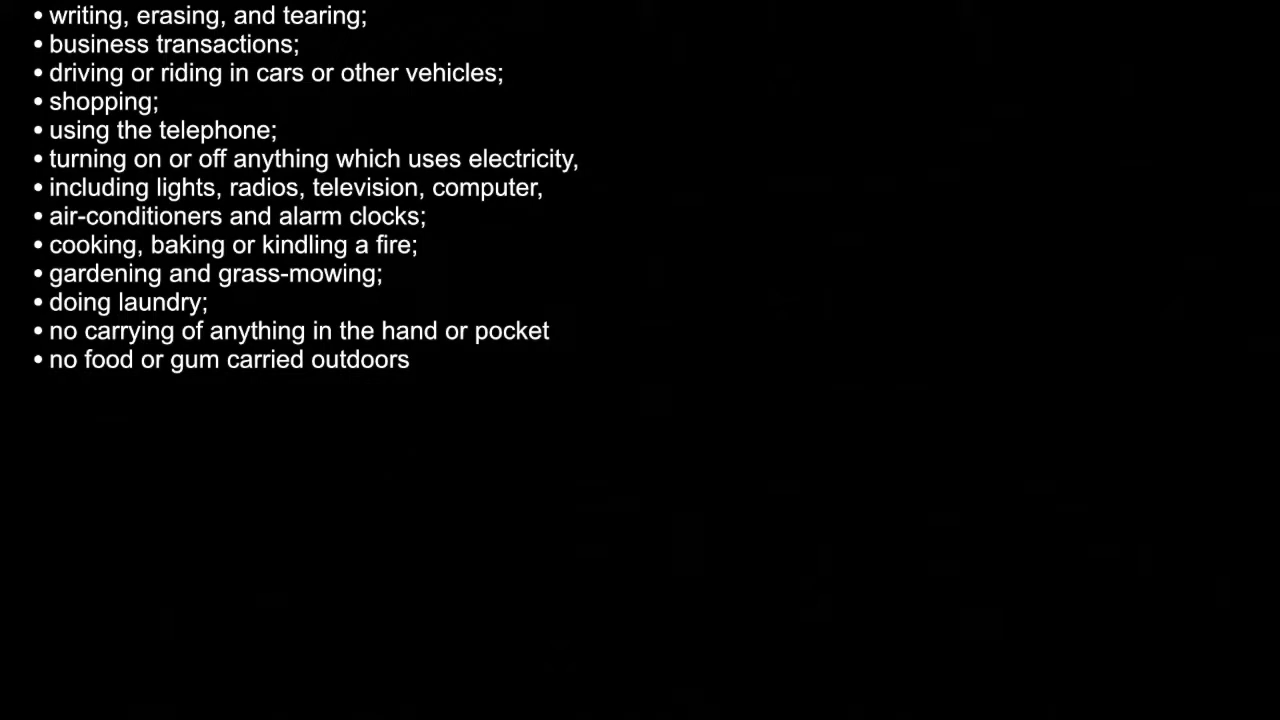 • writing, erasing, and tearing;
• business transactions;
• driving or riding in cars or other vehicles;
• shopping;
• using the telephone;
• turning on or off anything which uses electricity,
• including lights, radios, television, computer,
• air-conditioners and alarm clocks;
• cooking, baking or kindling a fire;
• gardening and grass-mowing;
• doing laundry;
• no carrying of anything in the hand or pocket
• no food or gum carried outdoors